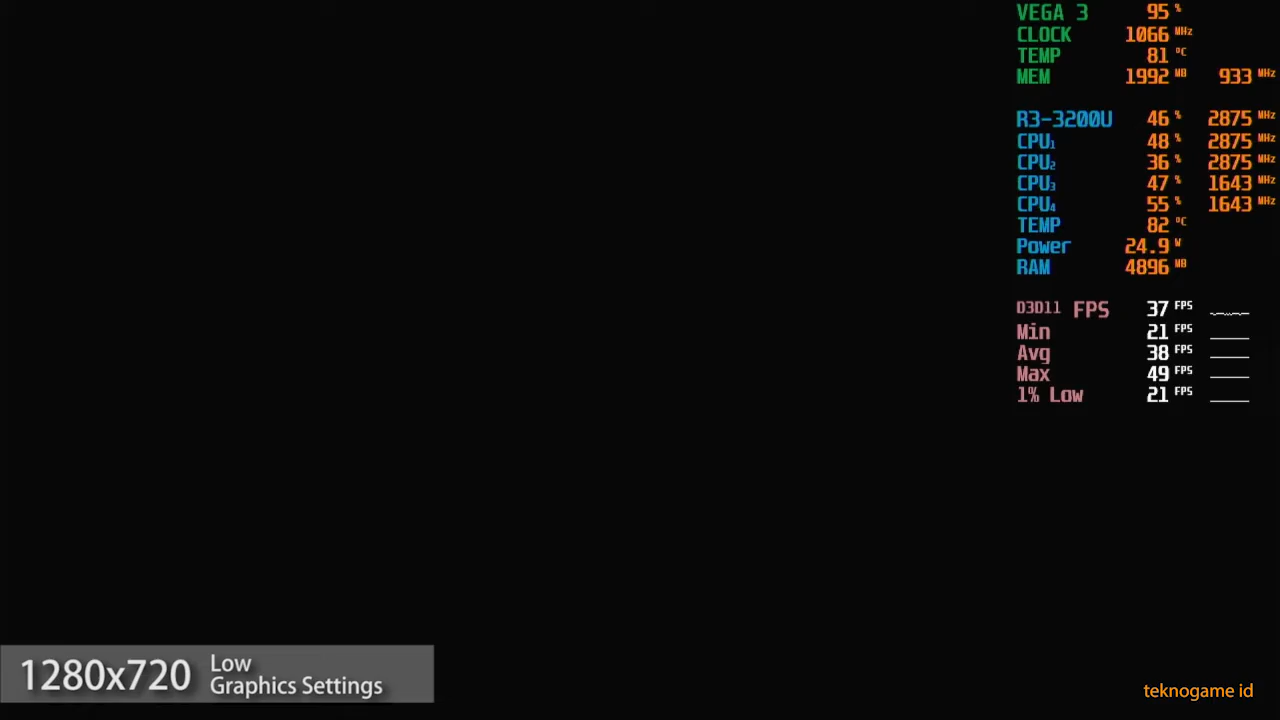 VEGA 3 95 %
CLOCK 1066 MHz
TEMP 81 °C
MEM 1992 MB 933 MHz
R3-3200U 46 % 2875 MHz
CPU1 48 % 2875 MHz
CPU2 36 % 2875 MHz
CPU3 47 % 1643 MHz
CPU4 55 % 1643 MHz
TEMP 82 °C
Power 24.9 W
RAM 4896 MB
D3D11 FPS 37 FPS
Min 21 FPS
Avg 38 FPS
Max 49 FPS
1% Low 21 FPS
1280x720 Low
Graphics Settings
teknogame id